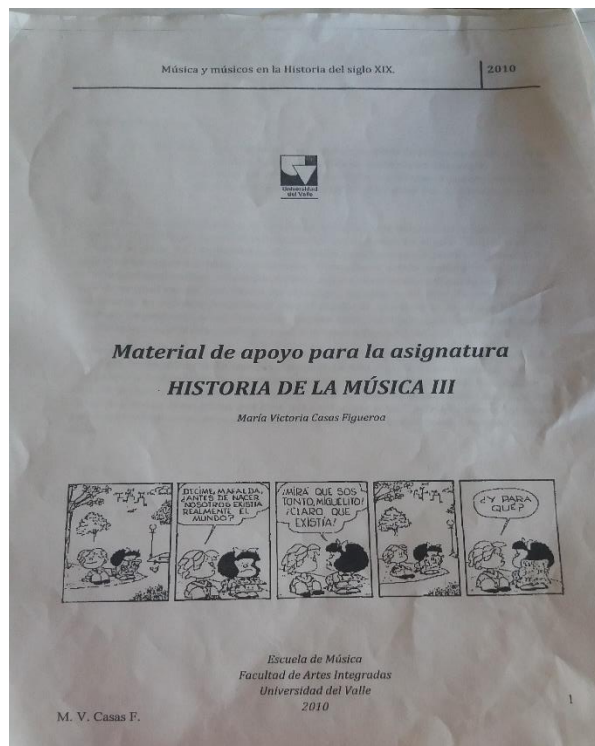 Música y músicos en la Historia del siglo XIX.
2010
Universidad
del Valle
Material de apoyo para la asignatura
HISTORIA DE LA MÚSICA III
María Victoria Casas Figueroa
DECIME, MAFALDA,
¿ANTES DE NACER
NOSOTROS EXISTIA
REALMENTE EL
MUNDO?
¡MIRA QUE SOS
TONTO, MIGUELITO!
¡CLARO QUE
EXISTÍA!
¿Y PARA
QUÉ?
Escuela de Música
Facultad de Artes Integradas
Universidad del Valle
2010
M. V. Casas F.
1